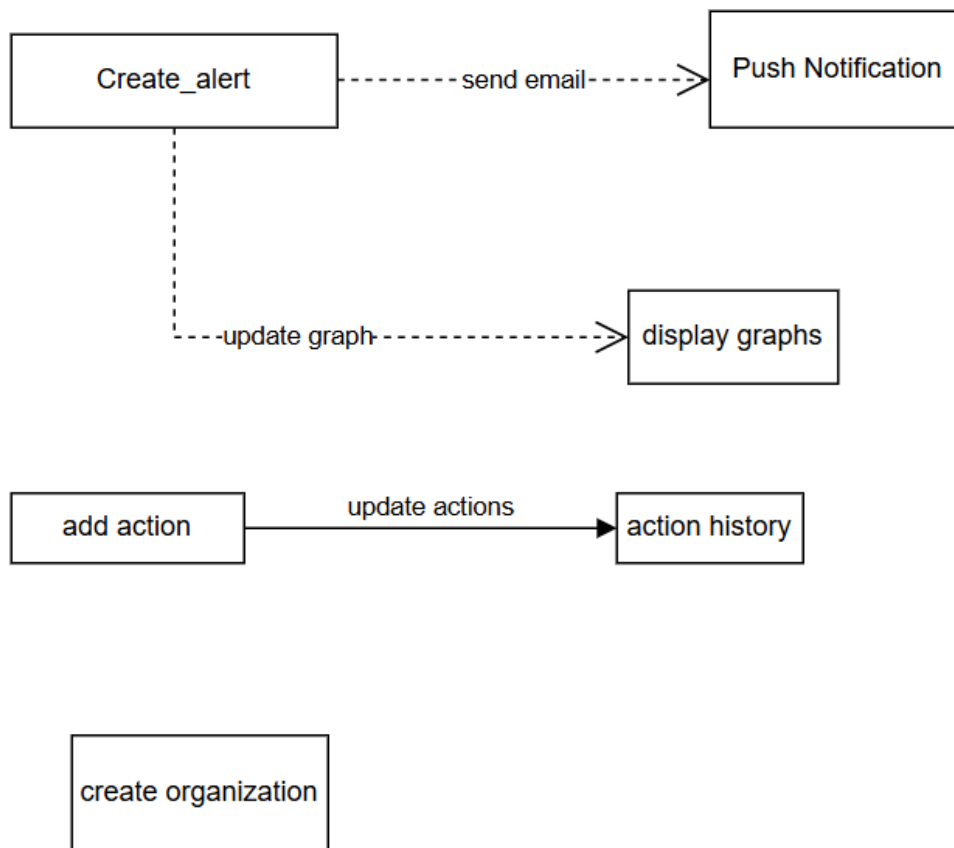 Create_alert
send email
Push Notification
update graph
display graphs
add action
update actions
action history
create organization